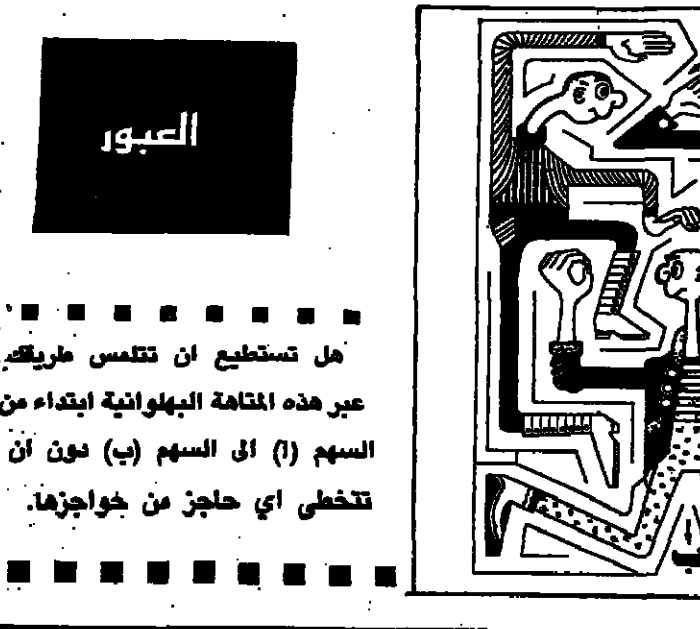 العبور
هل تستطيع ان تتلمس طريقك
عبر هذه المتاهة البهلوانية ابتداء من
السهم (أ) الى السهم (ب) دون ان
تتخطى اي حاجز من خواجزها.